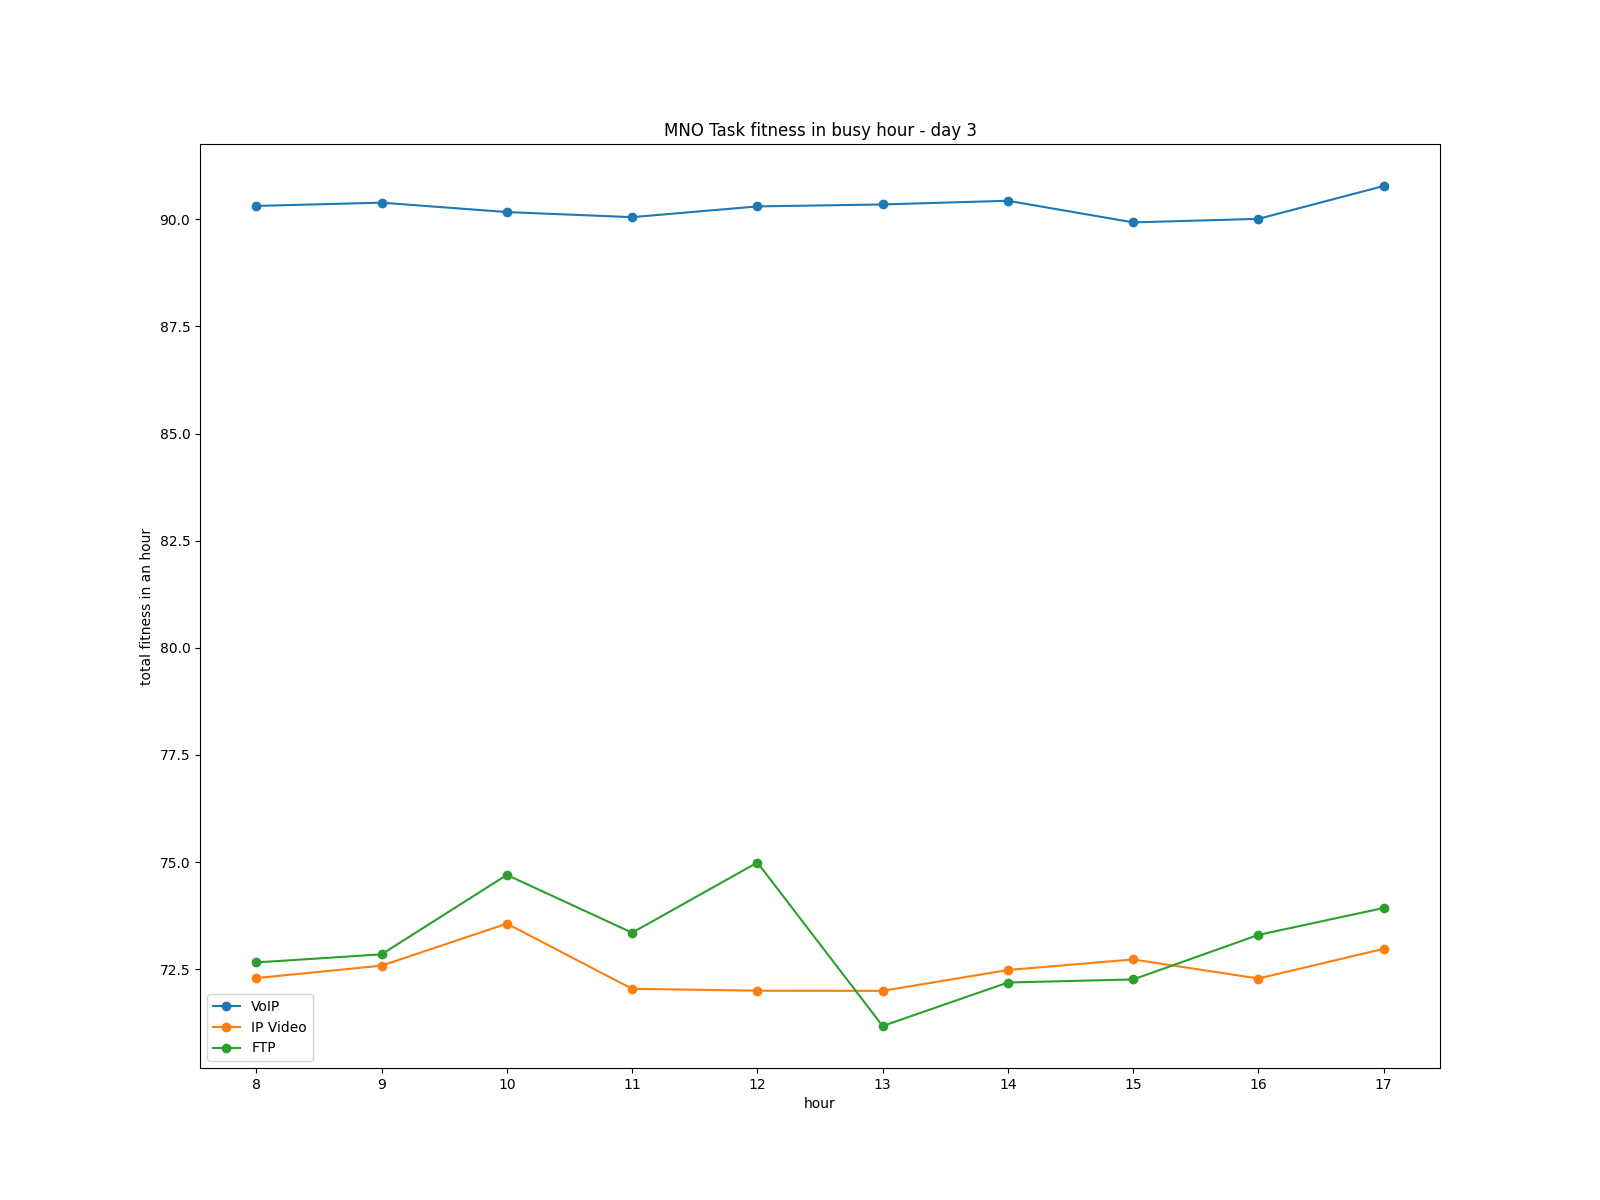 MNO Task fitness in busy hour - day 3
total fitness in an hour
90.0
87.5
85.0
82.5
80.0
77.5
75.0
72.5
VoIP
IP Video
FTP
8 9 10 11 12 13 14 15 16 17
hour